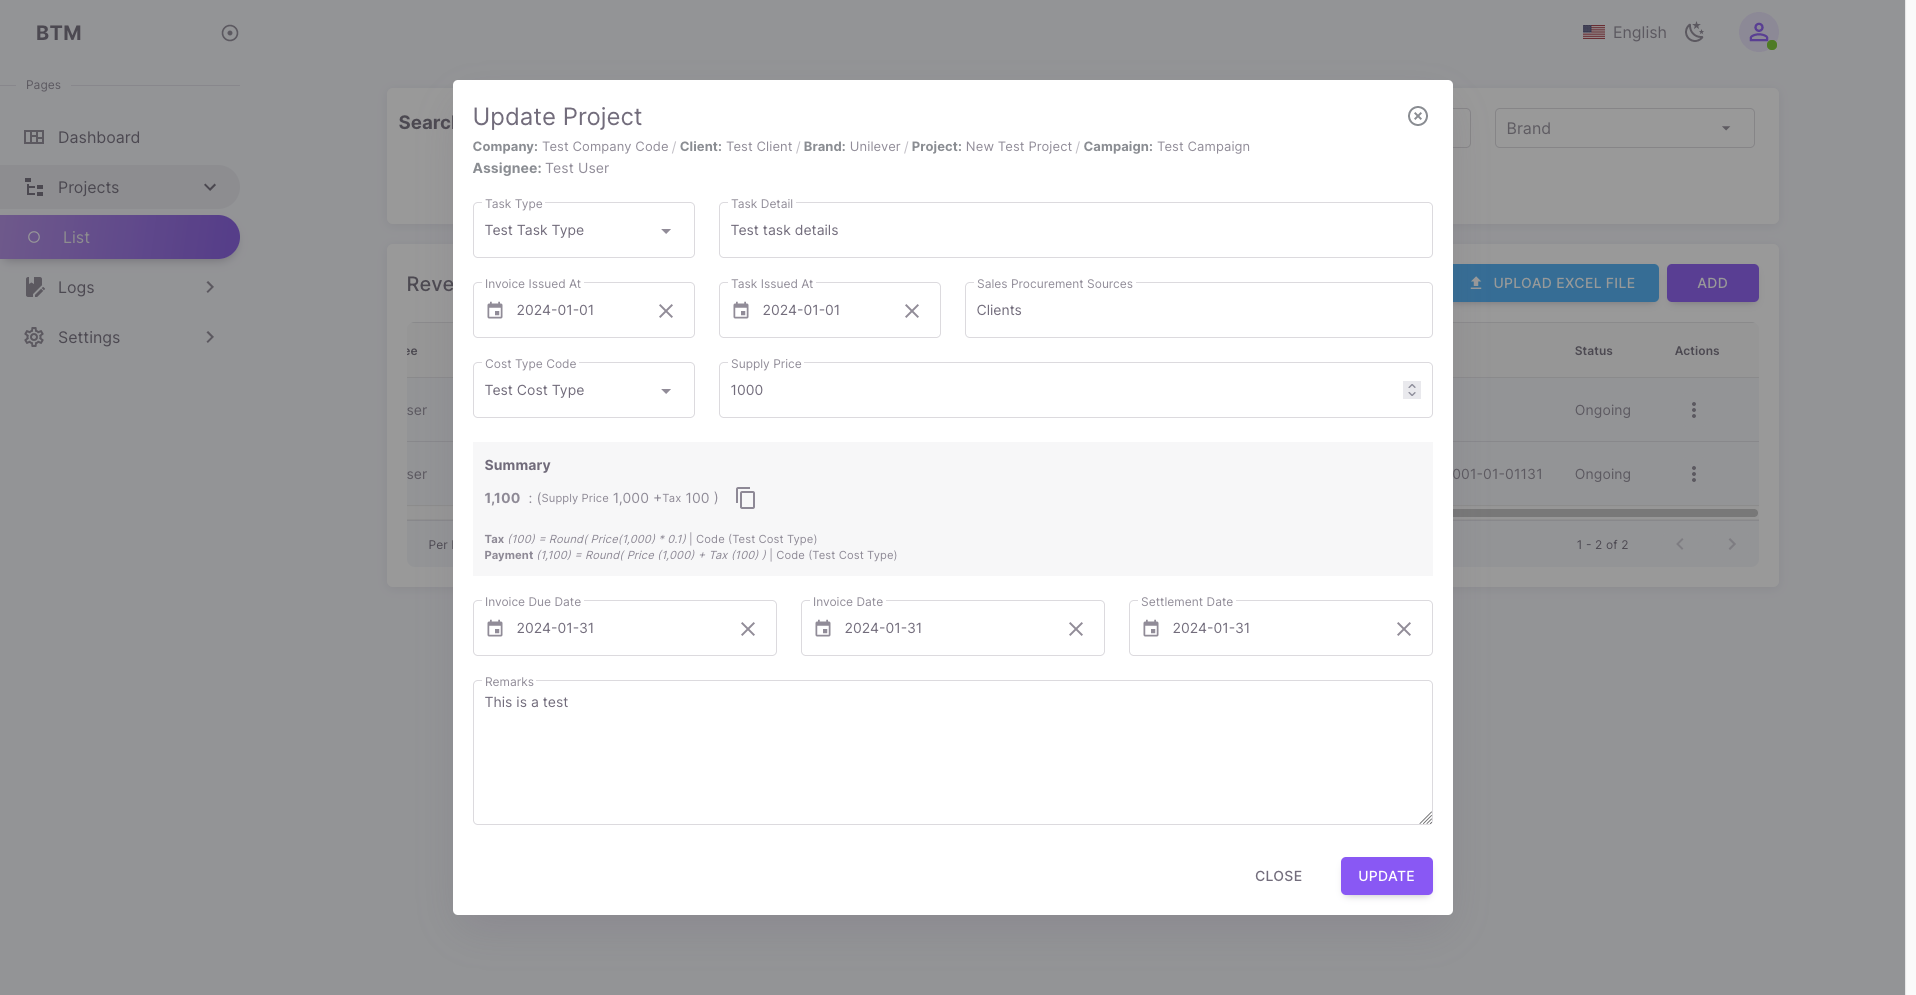 BTM
English
Pages
Dashboard
Projects
List
Logs
Settings
Search
Brand
Reve
UPLOAD EXCEL FILE
ADD
ee
Status
Actions
ser
Ongoing
ser
001-01-01131
Ongoing
Per
1 - 2 of 2
Update Project
Company: Test Company Code / Client: Test Client / Brand: Unilever / Project: New Test Project / Campaign: Test Campaign
Assignee: Test User
Task Type
Test Task Type
Task Detail
Test task details
Invoice Issued At
2024-01-01
Task Issued At
2024-01-01
Sales Procurement Sources
Clients
Cost Type Code
Test Cost Type
Supply Price
1000
Summary
1,100 : (Supply Price 1,000 +Tax 100 )
Tax (100) = Round( Price(1,000) * 0.1) | Code (Test Cost Type)
Payment (1,100) = Round( Price (1,000) + Tax (100) ) | Code (Test Cost Type)
Invoice Due Date
2024-01-31
Invoice Date
2024-01-31
Settlement Date
2024-01-31
Remarks
This is a test
CLOSE
UPDATE